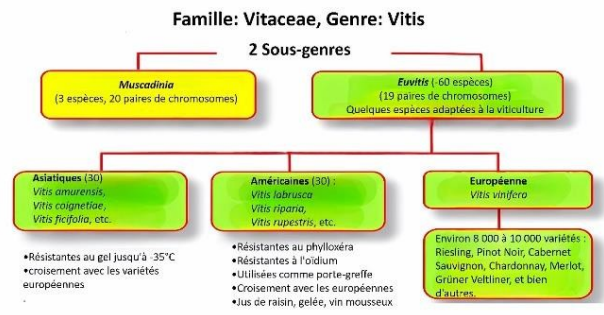 Famille: Vitaceae, Genre: Vitis
2 Sous-genres
Muscadinia
(3 espèces, 20 paires de chromosomes)
Euvitis (-60 espèces)
(19 paires de chromosomes)
Quelques espèces adaptées à la viticulture
Asiatiques (30)
Vitis amurensis,
Vitis coignetiae,
Vitis ficifolia, etc.
Américaines (30) :
Vitis labrusca
Vitis riparia,
Vitis rupestris, etc.
Européenne
Vitis vinifera
•Résistantes au gel jusqu'à -35°C
•croisement avec les variétés
européennes
.
•Résistantes au phylloxéra
•Résistantes à l'oïdium
•Utilisées comme porte-greffe
•Croisement avec les européennes
•Jus de raisin, gelée, vin mousseux
Environ 8 000 à 10 000 variétés :
Riesling, Pinot Noir, Cabernet
Sauvignon, Chardonnay, Merlot,
Grüner Veltliner, et bien
d'autres.